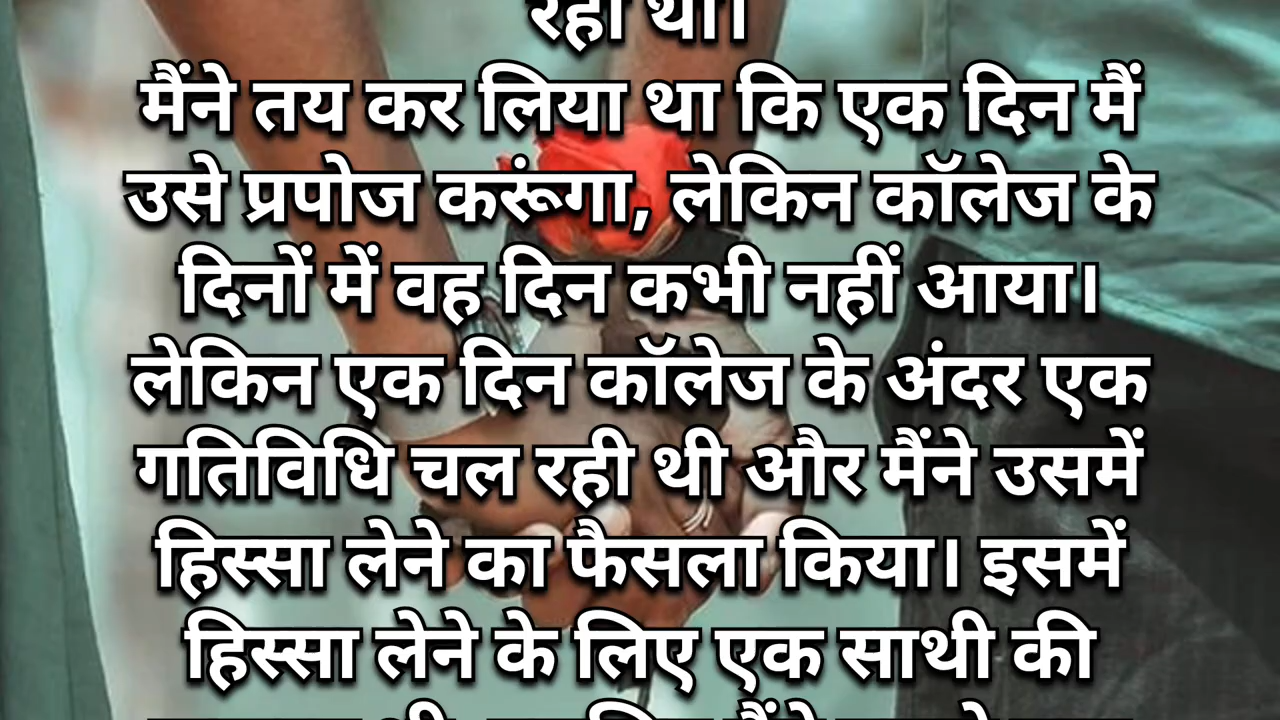 मैंने तय कर लिया था कि एक दिन मैं
उसे प्रपोज करूंगा, लेकिन कॉलेज के
दिनों में वह दिन कभी नहीं आया।
लेकिन एक दिन कॉलेज के अंदर एक
गतिविधि चल रही थी और मैंने उसमें
हिस्सा लेने का फैसला किया। इसमें
हिस्सा लेने के लिए एक साथी की